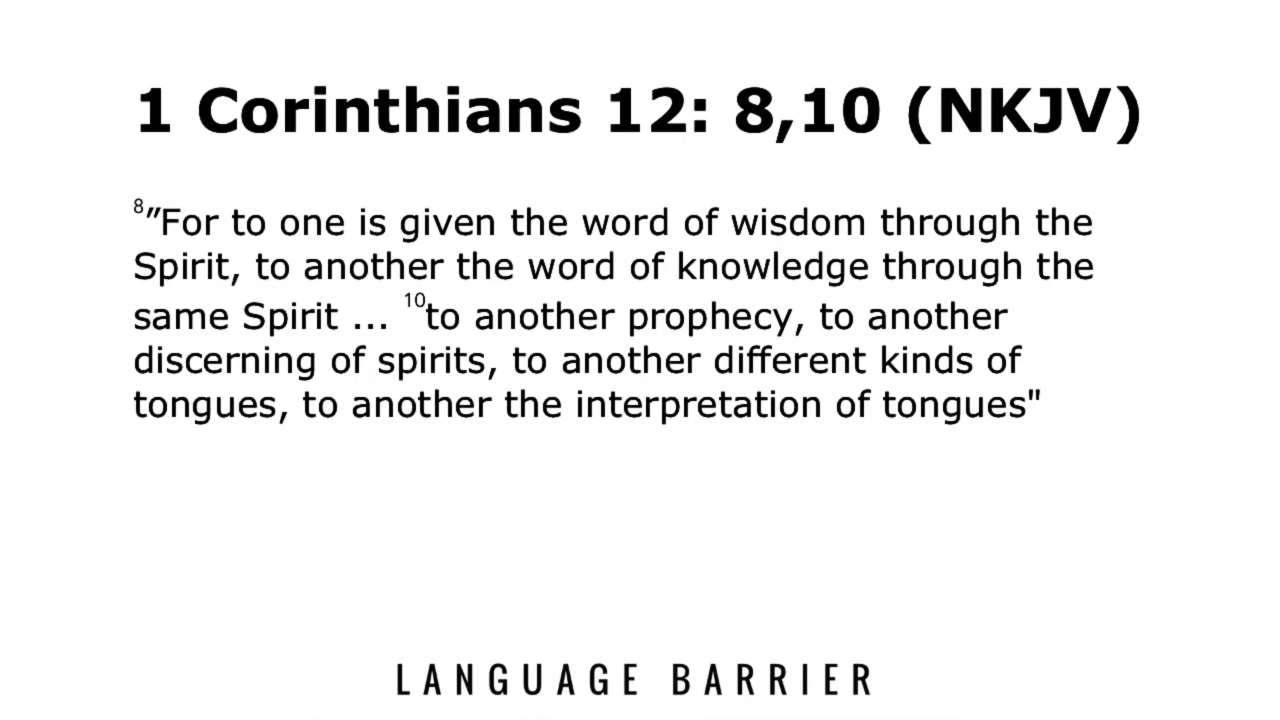 1 Corinthians 12: 8,10 (NKJV)
8"For to one is given the word of wisdom through the
Spirit, to another the word of knowledge through the
same Spirit ... 10to another prophecy, to another
discerning of spirits, to another different kinds of
tongues, to another the interpretation of tongues"
LANGUAGE BARRIER